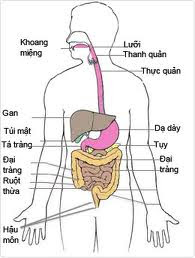 Khoang
miệng
Lưỡi
Thanh quản
Thực quản
Gan
Túi mật
Tá tràng
Đại
tràng
Ruột
thừa
Hậu
môn
Dạ dày
Tụy
Đại
tràng